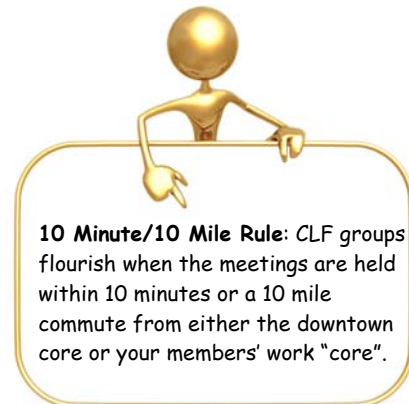 10 Minute/10 Mile Rule: CLF groups
flourish when the meetings are held
within 10 minutes or a 10 mile
commute from either the downtown
core or your members’ work “core”.